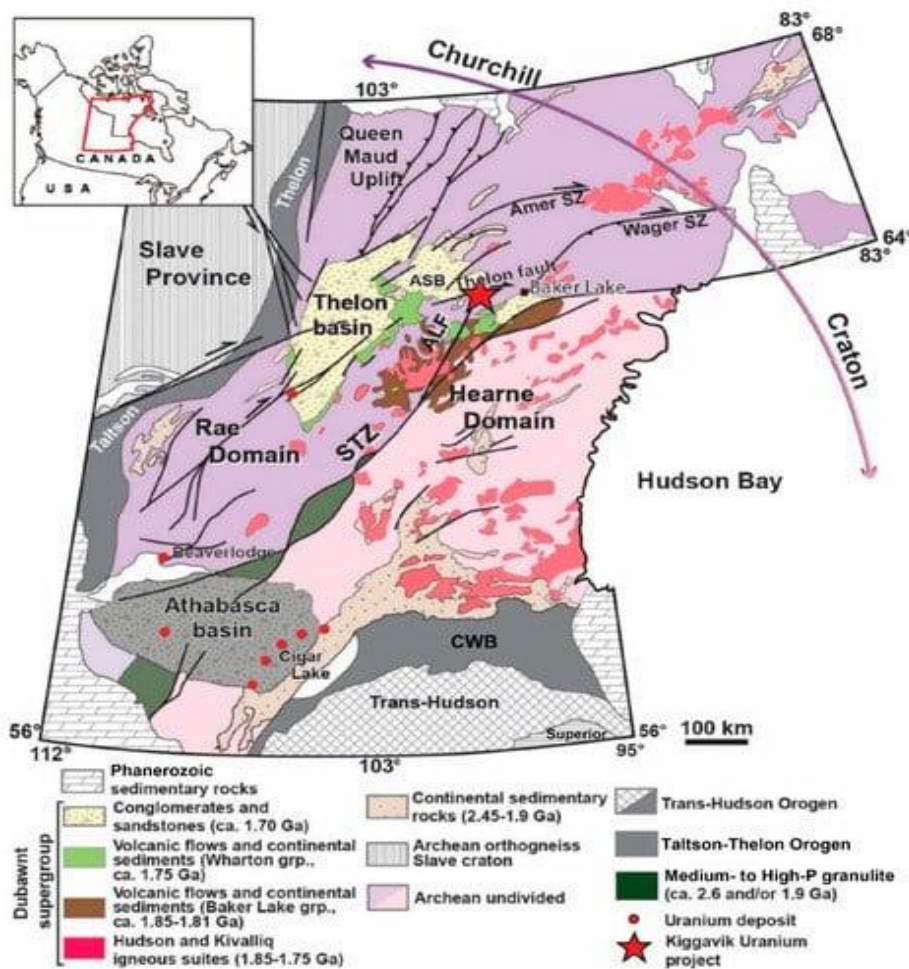 83°
68°
Churchill
103°
CANADA
USA
Queen
Maud
Uplift
Thelon
Amer SZ
Wager SZ
64°
83°
Slave
Province
ASB
Thelon fault
Baker Lake
Thelon
basin
ALF
Craton
Hearne
Domain
Taltson
Rae
Domain
STZ
Hudson Bay
Beaverlodge
Athabasca
basin
Cigar
Lake
CWB
Trans-Hudson
Superior
56°
112°
103°
56°
95°
100 km
Phanerozoic
sedimentary rocks
Dubawnt
supergroup
Conglomerates and
sandstones (ca. 1.70 Ga)
Volcanic flows and continental
sediments (Wharton grp.,
ca. 1.75 Ga)
Volcanic flows and continental
sediments (Baker Lake grp.,
ca. 1.85-1.81 Ga)
Hudson and Kivalliq
igneous suites (1.85-1.75 Ga)
Continental sedimentary
rocks (2.45-1.9 Ga)
Archean orthogneiss
Slave craton
Archean undivided
Trans-Hudson Orogen
Taltson-Thelon Orogen
Medium- to High-P granulite
(ca. 2.6 and/or 1.9 Ga)
Uranium deposit
Kiggavik Uranium
project